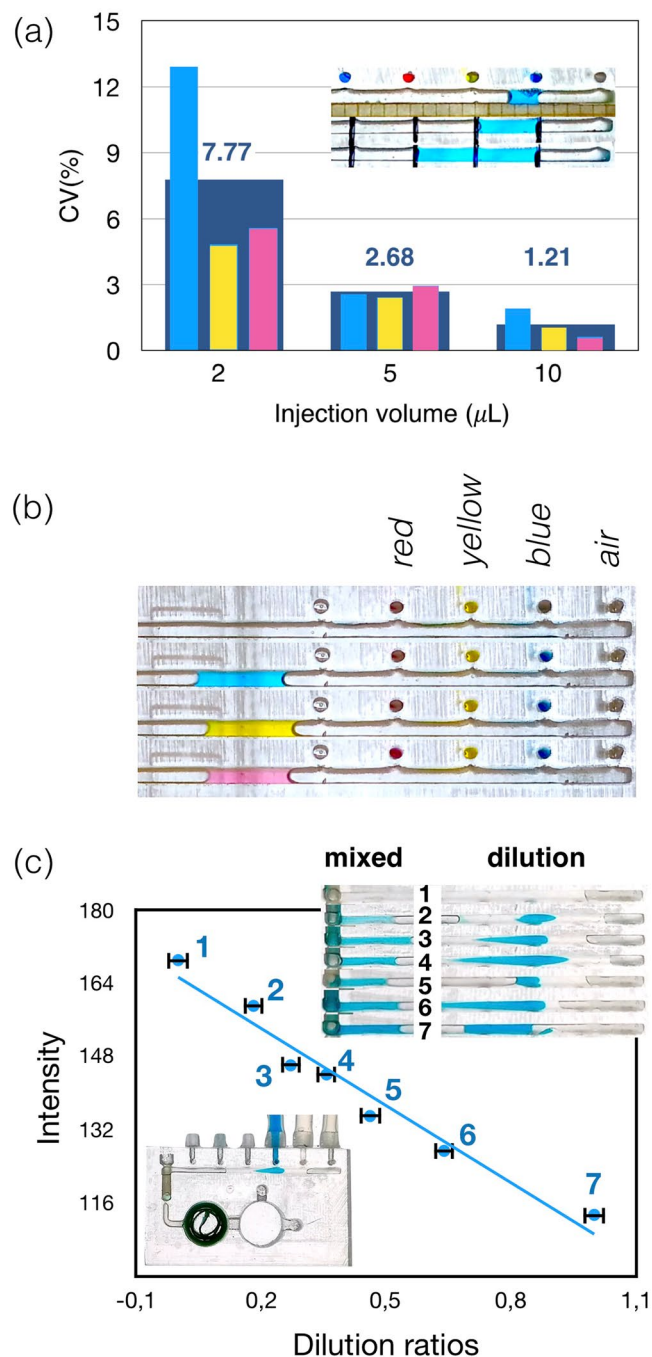 (a)
15
12
9
6
3
0
CV(%)
7.77
2.68
1.21
2
5
10
Injection volume (μL)
(b)
red
yellow
blue
air
(c)
mixed
dilution
1
2
3
4
5
6
7
180
164
148
132
116
Intensity
1
2
3
4
5
6
7
-0,1
0,2
0,5
0,8
1,1
Dilution ratios